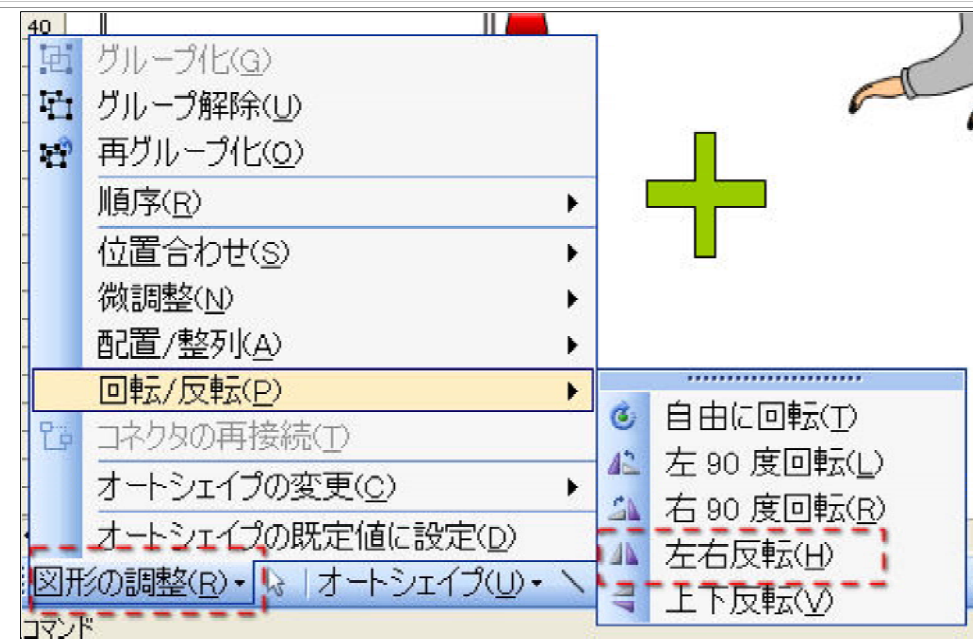 40
グループ化(G)
グループ解除(U)
再グループ化(O)
順序(R)
位置合わせ(S)
微調整(N)
配置/整列(A)
回転/反転(P)
コネクタの再接続(T)
オートシェイプの変更(C)
オートシェイプの既定値に設定(D)
自由に回転(T)
左 90 度回転(L)
右 90 度回転(R)
左右反転(H)
上下反転(V)
図形の調整(R) オートシェイプ(U)
コマンド